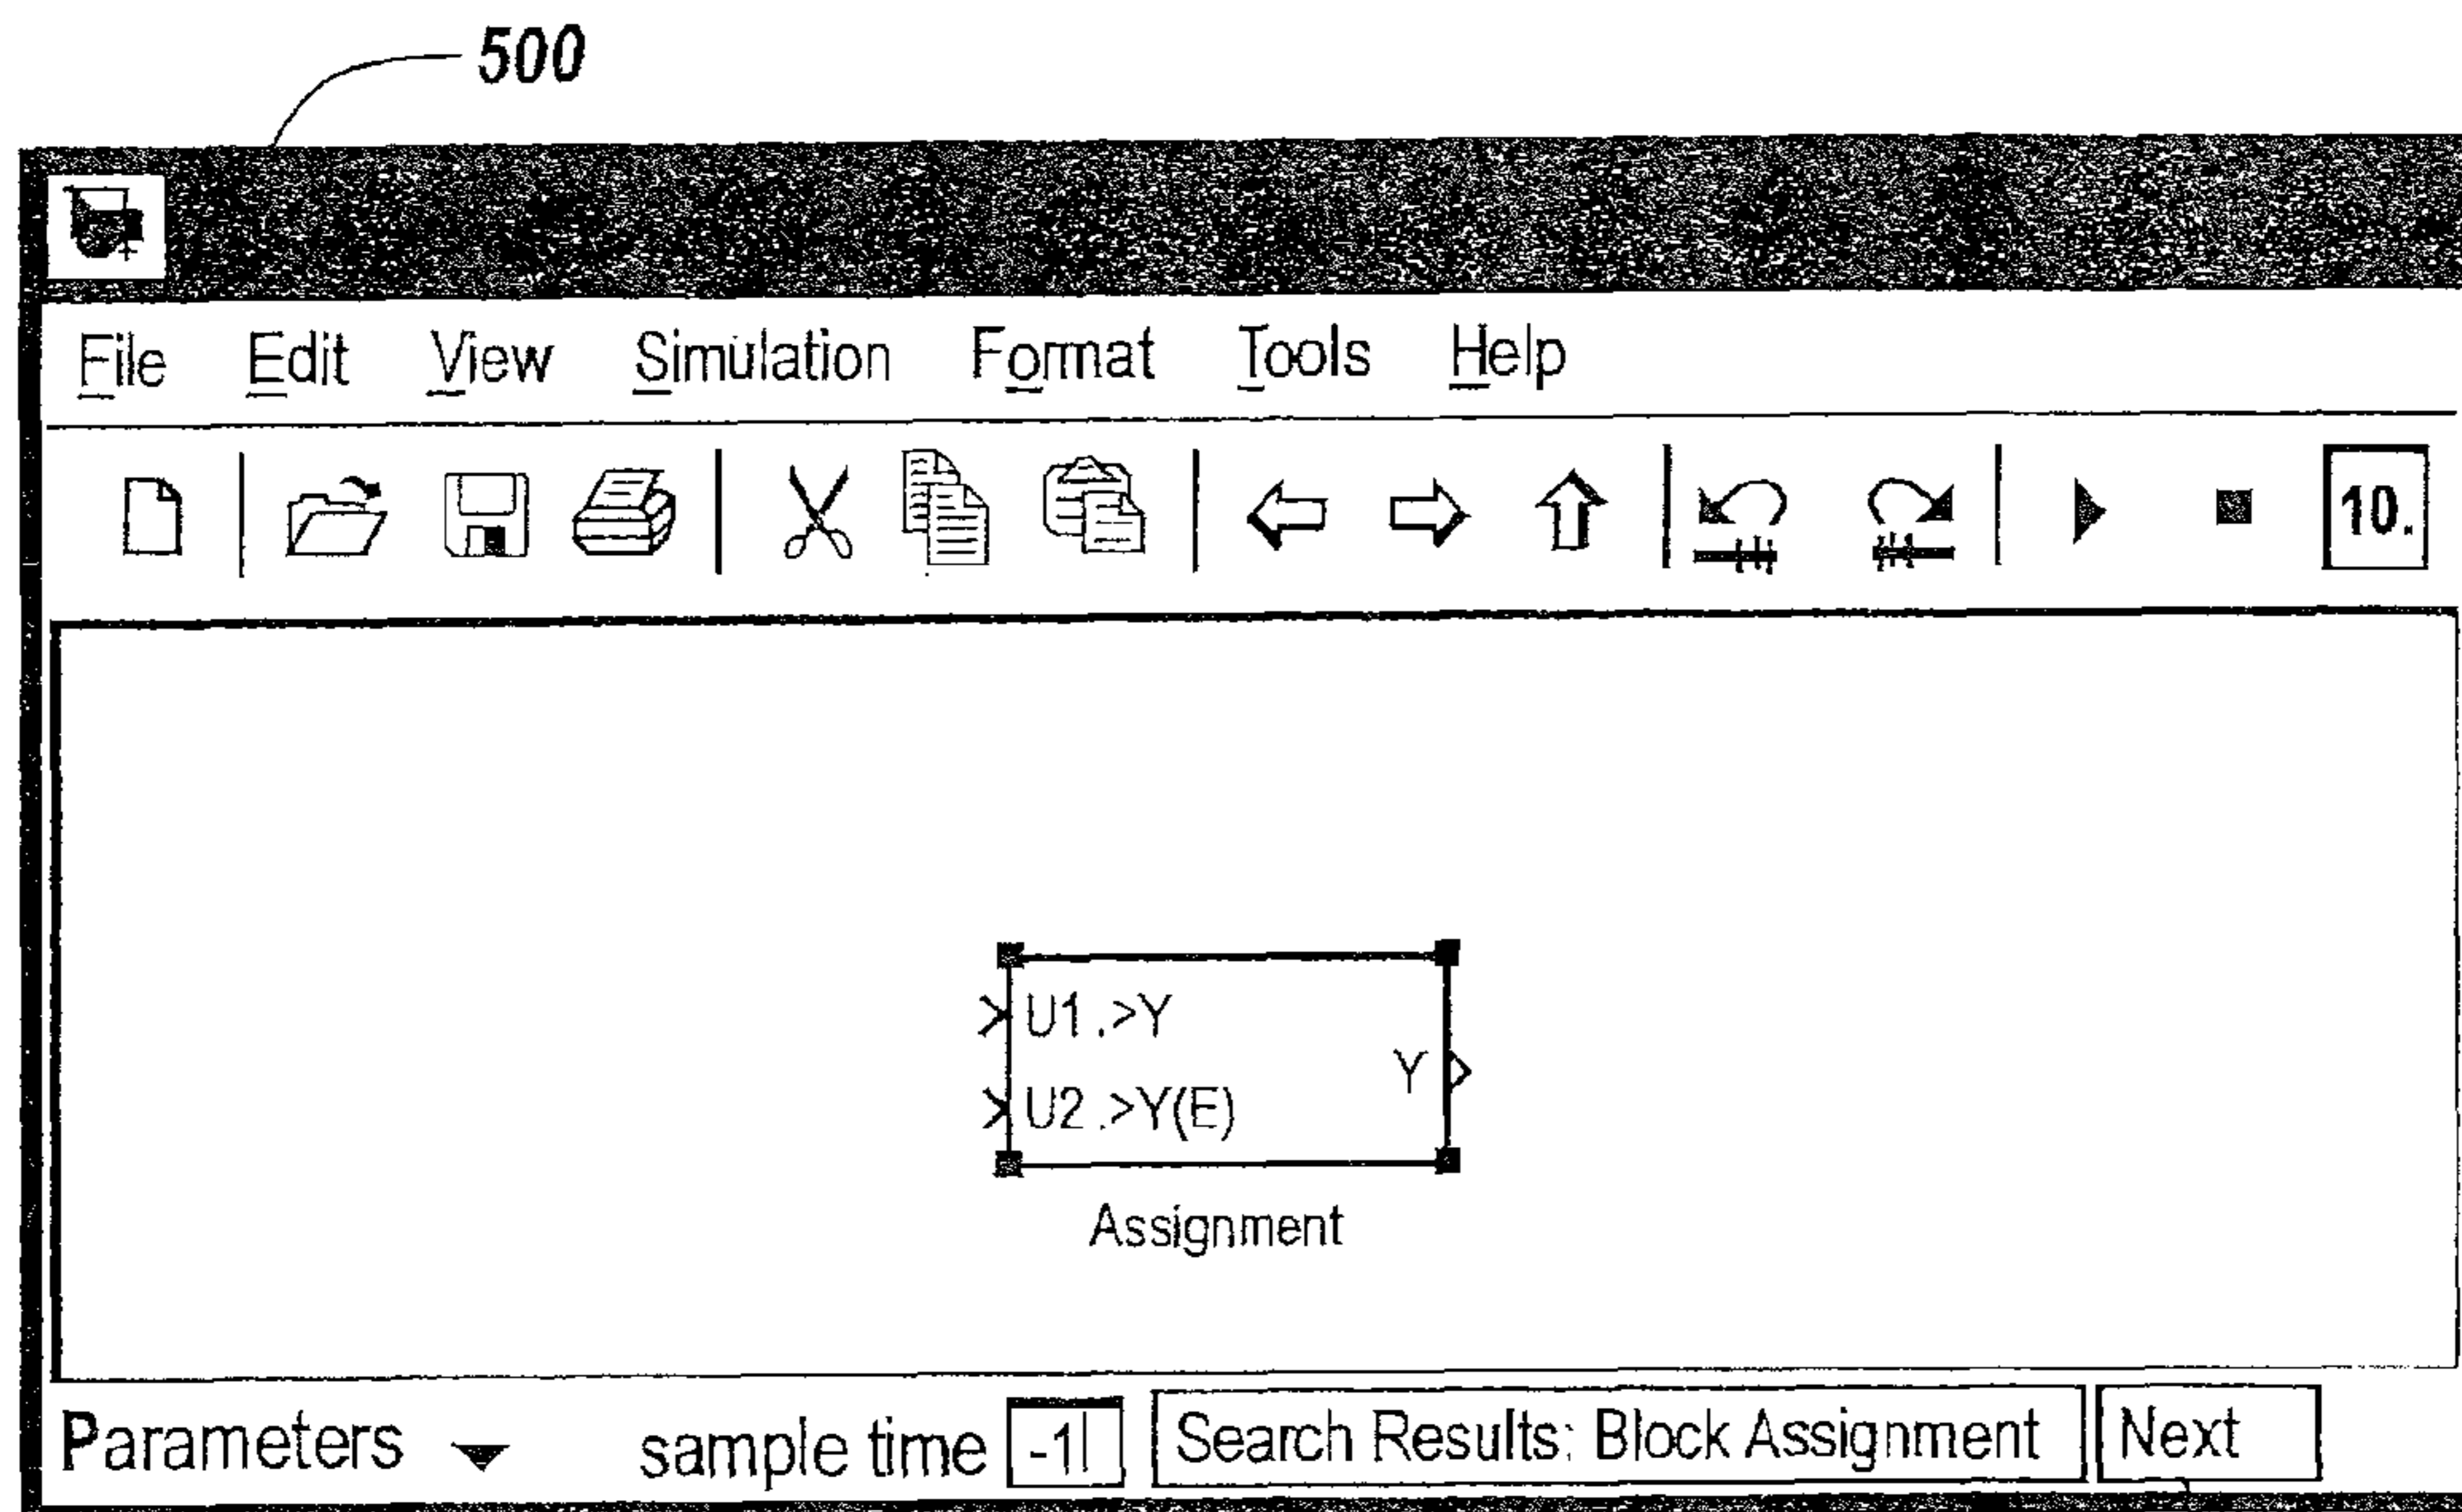 500
File Edit View Simulation Format Tools Help
10.
U1.>Y
Y
U2.>Y(E)
Assignment
Parameters sample time -1 Search Results: Block Assignment Next